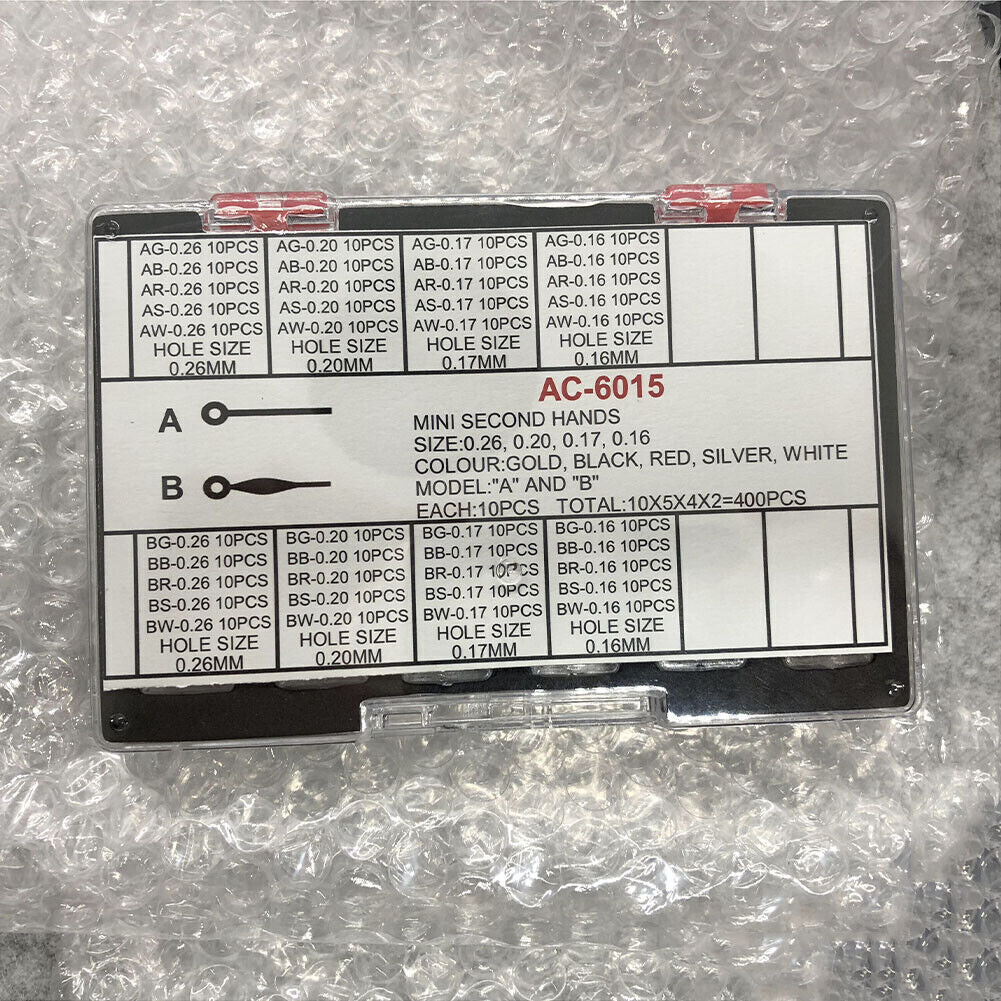 AG-0.26 10PCS
AB-0.26 10PCS
AR-0.26 10PCS
AS-0.26 10PCS
AW-0.26 10PCS
HOLE SIZE
0.26MM
AG-0.20 10PCS
AB-0.20 10PCS
AR-0.20 10PCS
AS-0.20 10PCS
AW-0.20 10PCS
HOLE SIZE
0.20MM
AG-0.17 10PCS
AB-0.17 10PCS
AR-0.17 10PCS
AS-0.17 10PCS
AW-0.17 10PCS
HOLE SIZE
0.17MM
AG-0.16 10PCS
AB-0.16 10PCS
AR-0.16 10PCS
AS-0.16 10PCS
AW-0.16 10PCS
HOLE SIZE
0.16MM
A
B
AC-6015
MINI SECOND HANDS
SIZE:0.26, 0.20, 0.17, 0.16
COLOUR:GOLD, BLACK, RED, SILVER, WHITE
MODEL:"A" AND "B"
EACH:10PCS TOTAL:10X5X4X2=400PCS
BG-0.26 10PCS
BB-0.26 10PCS
BR-0.26 10PCS
BS-0.26 10PCS
BW-0.26 10PCS
HOLE SIZE
0.26MM
BG-0.20 10PCS
BB-0.20 10PCS
BR-0.20 10PCS
BS-0.20 10PCS
BW-0.20 10PCS
HOLE SIZE
0.20MM
BG-0.17 10PCS
BB-0.17 10PCS
BR-0.17 10PCS
BS-0.17 10PCS
BW-0.17 10PCS
HOLE SIZE
0.17MM
BG-0.16 10PCS
BB-0.16 10PCS
BR-0.16 10PCS
BS-0.16 10PCS
BW-0.16 10PCS
HOLE SIZE
0.16MM